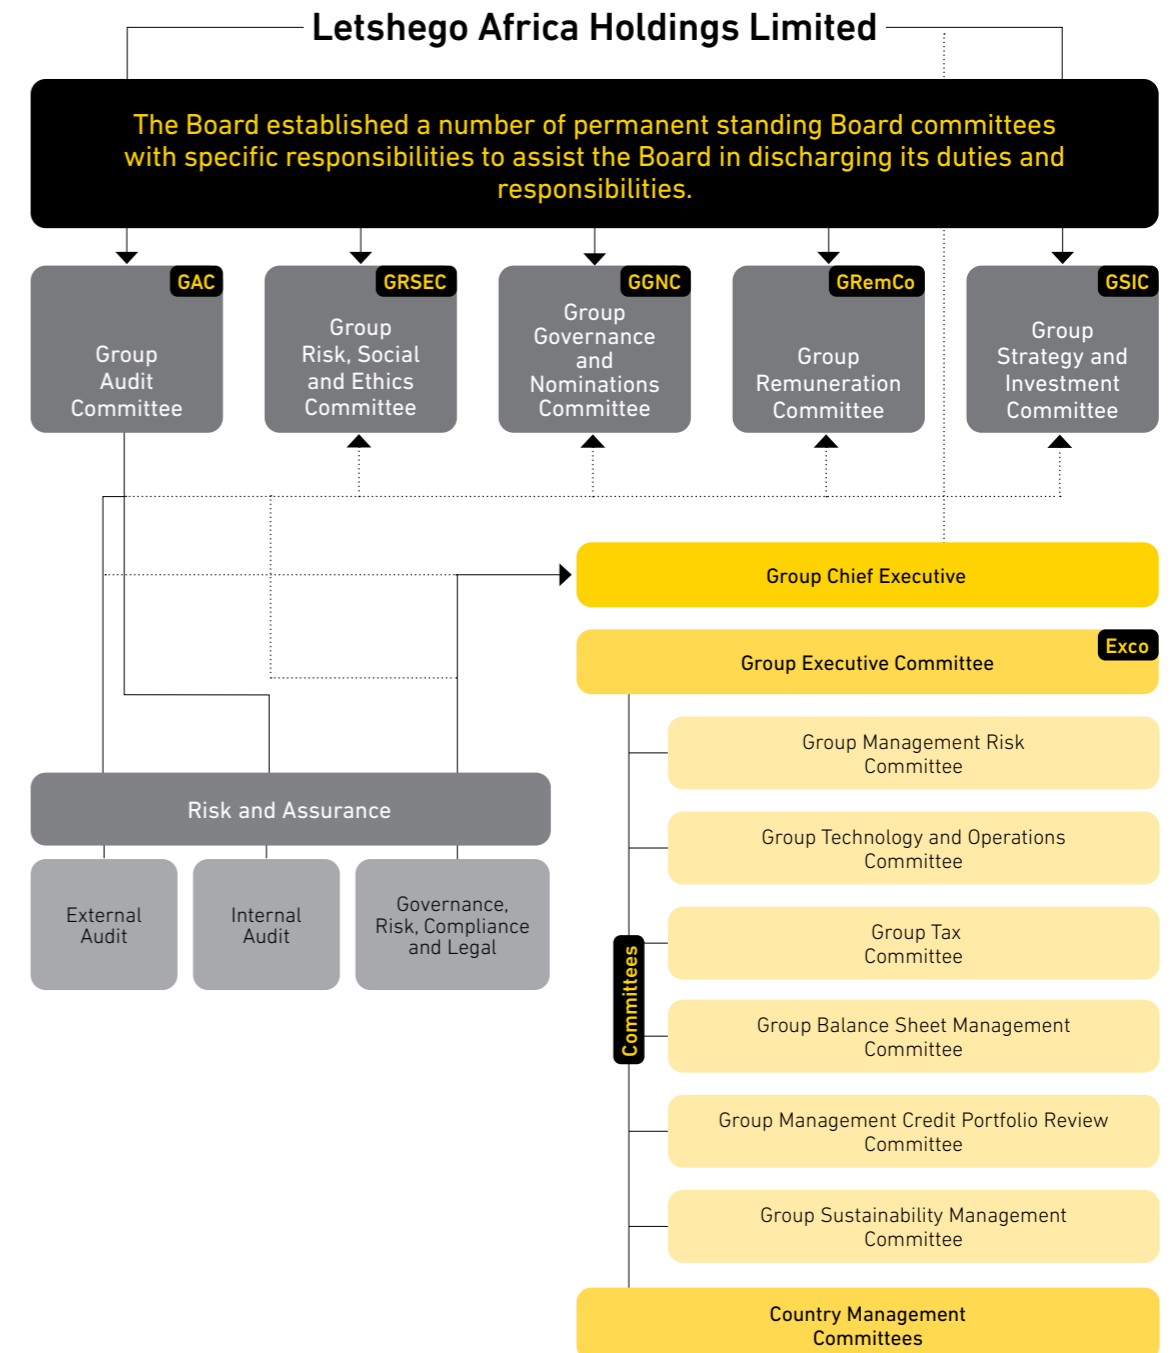 Letshego Africa Holdings Limited
The Board established a number of permanent standing Board committees
with specific responsibilities to assist the Board in discharging its duties and
responsibilities.
GAC
Group
Audit
Committee
GRSEC
Group
Risk, Social
and Ethics
Committee
GGNC
Group
Governance
and
Nominations
Committee
GRemCo
Group
Remuneration
Committee
GSIC
Group
Strategy and
Investment
Committee
Group Chief Executive
Exco
Group Executive Committee
Group Management Risk
Committee
Group Technology and Operations
Committee
Group Tax
Committee
Group Balance Sheet Management
Committee
Group Management Credit Portfolio Review
Committee
Group Sustainability Management
Committee
Committees
Country Management
Committees
Risk and Assurance
External
Audit
Internal
Audit
Governance,
Risk, Compliance
and Legal